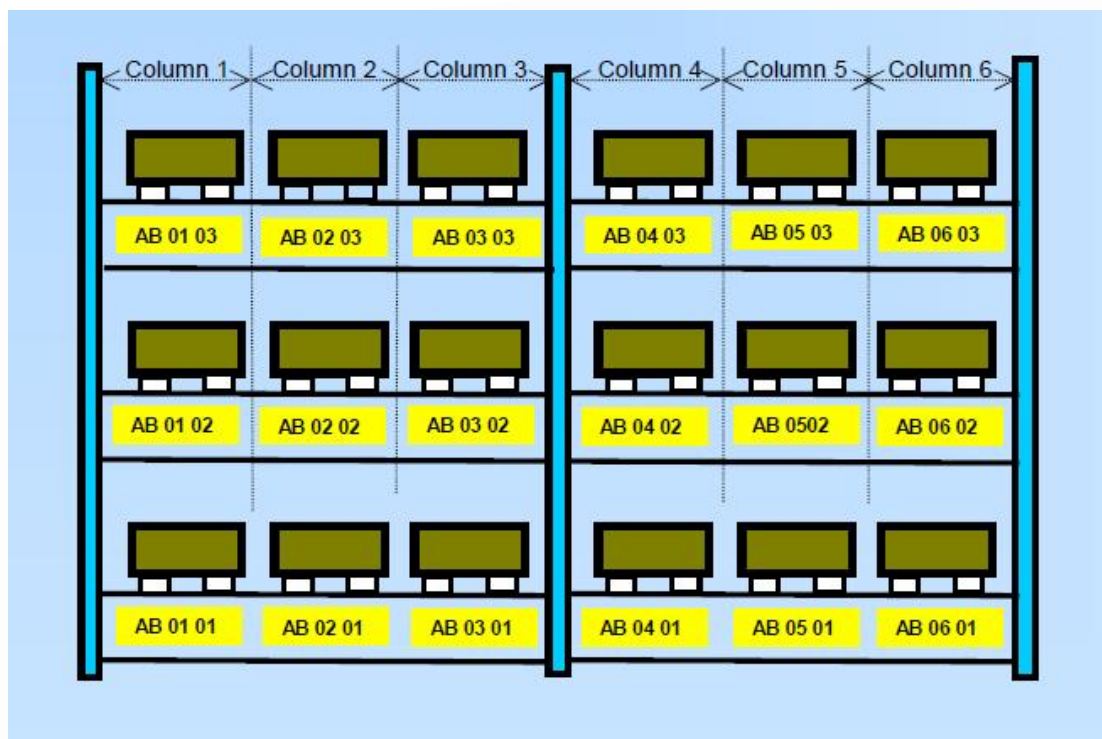 Column 1 Column 2 Column 3 Column 4 Column 5 Column 6
AB 01 03 AB 02 03 AB 03 03 AB 04 03 AB 05 03 AB 06 03
AB 01 02 AB 02 02 AB 03 02 AB 04 02 AB 0502 AB 06 02
AB 01 01 AB 02 01 AB 03 01 AB 04 01 AB 05 01 AB 06 01